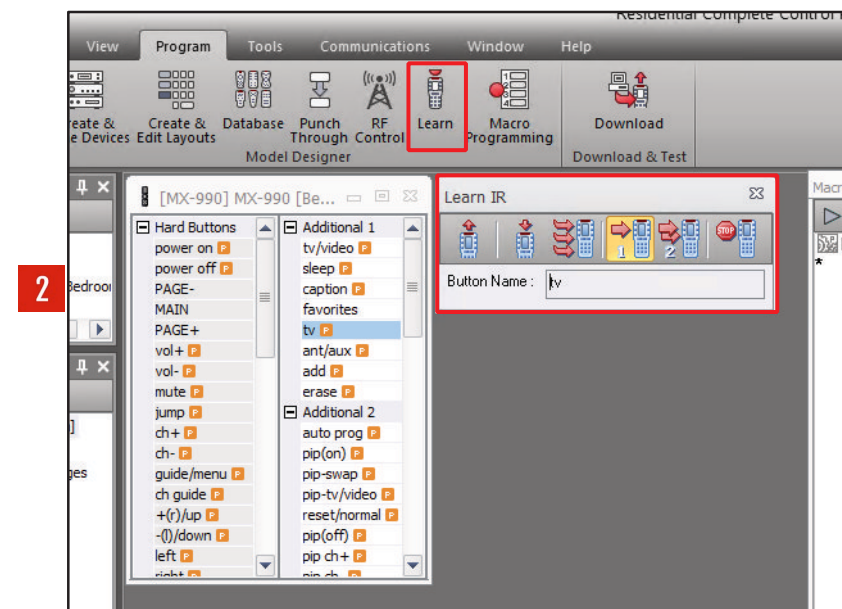 Residential Complete Control
View Program Tools Communications Window Help
Create & Edit Layouts
Database
Punch Through
RF Control
Learn
Macro Programming
Download
Model Designer
Download & Test
2
[MX-990] MX-990 [Be...
Hard Buttons
power on P
power off P
PAGE-
MAIN
PAGE+
vol+ P
vol- P
mute P
jump P
ch+ P
ch- P
guide/menu P
ch guide P
+(r)/up P
-(l)/down P
left P
right P
Additional 1
tv/video P
sleep P
caption P
favorites
tv P
ant/aux P
add P
erase P
Additional 2
auto prog P
pip(on) P
pip-swap P
pip-tv/video P
reset/normal P
pip(off) P
pip ch+ P
Learn IR
1 2 STOP
Button Name : tv
*